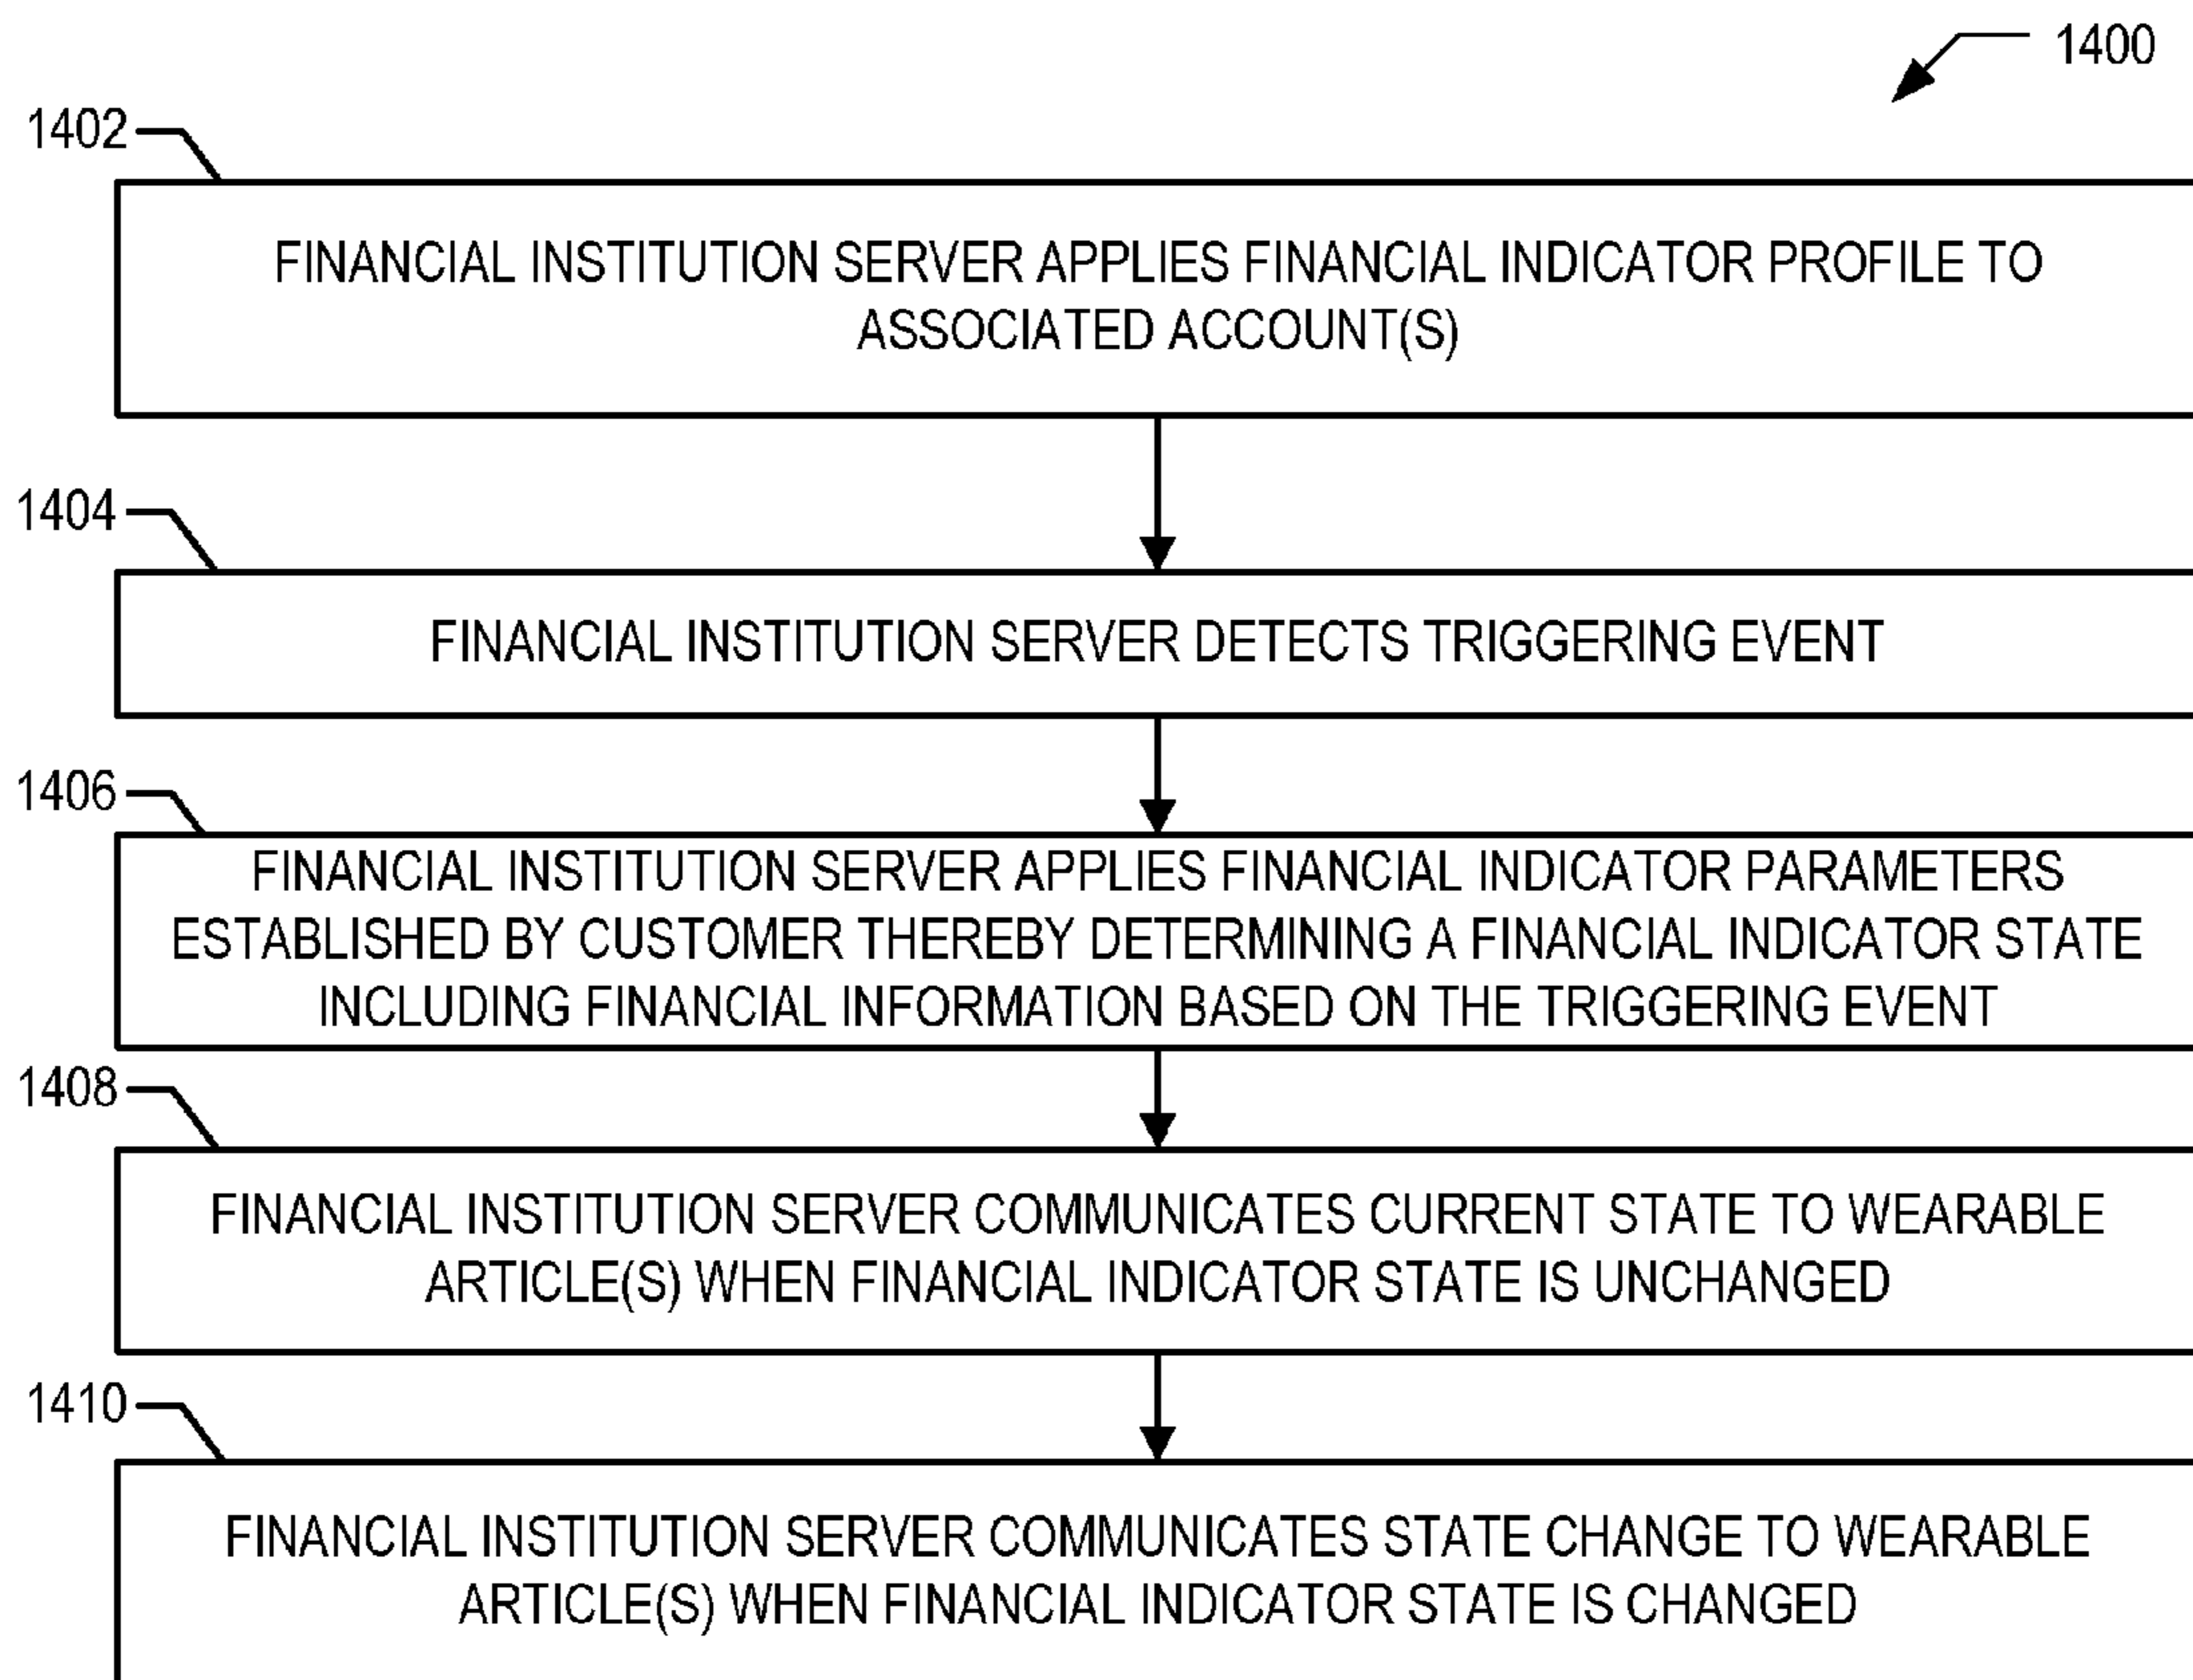 1400
1402
FINANCIAL INSTITUTION SERVER APPLIES FINANCIAL INDICATOR PROFILE TO
ASSOCIATED ACCOUNT(S)
1404
FINANCIAL INSTITUTION SERVER DETECTS TRIGGERING EVENT
1406
FINANCIAL INSTITUTION SERVER APPLIES FINANCIAL INDICATOR PARAMETERS
ESTABLISHED BY CUSTOMER THEREBY DETERMINING A FINANCIAL INDICATOR STATE
INCLUDING FINANCIAL INFORMATION BASED ON THE TRIGGERING EVENT
1408
FINANCIAL INSTITUTION SERVER COMMUNICATES CURRENT STATE TO WEARABLE
ARTICLE(S) WHEN FINANCIAL INDICATOR STATE IS UNCHANGED
1410
FINANCIAL INSTITUTION SERVER COMMUNICATES STATE CHANGE TO WEARABLE
ARTICLE(S) WHEN FINANCIAL INDICATOR STATE IS CHANGED